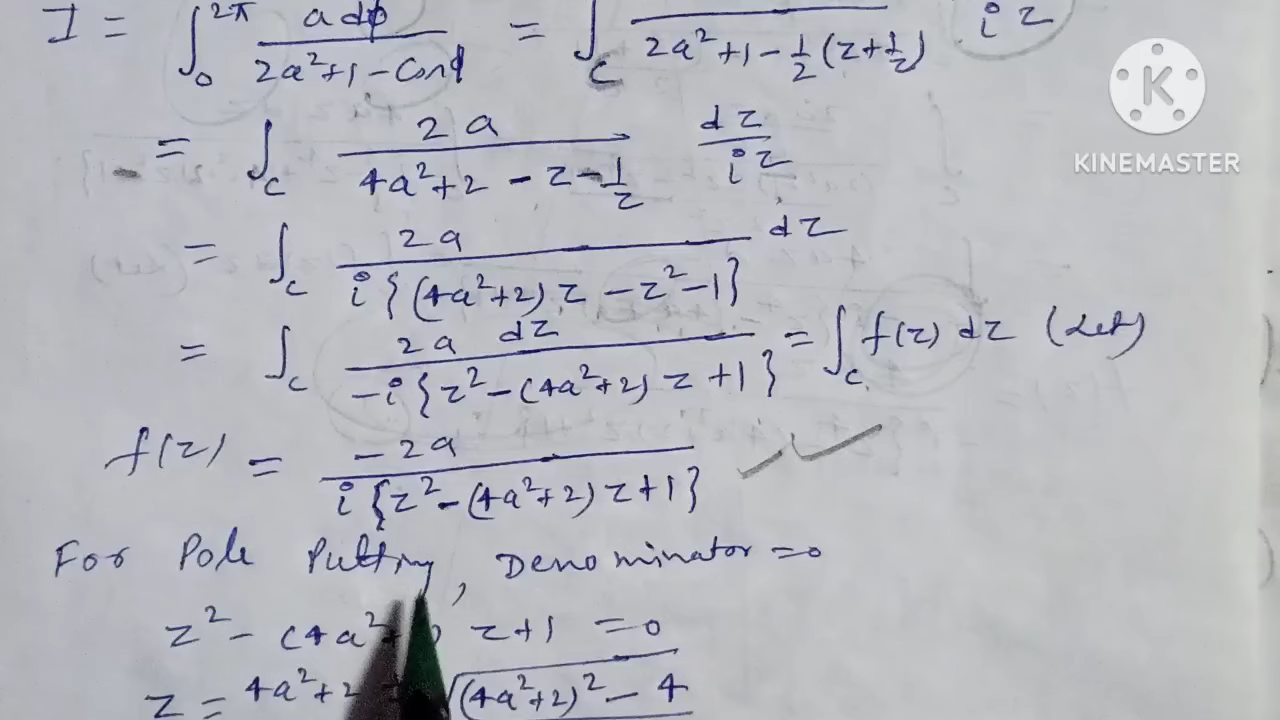 I = ∫₀^2π a dφ / (2a²+1 - Cosφ) = ∫_C / (2a²+1 - 1/2 (z + 1/z)) iz
K
KINEMASTER
= ∫_C 2a / (4a²+2 - z - 1/z) dz / iz
= ∫_C 2a / i{(4a²+2) z - z² - 1} dz
= ∫_C 2a dz / -i{z² - (4a²+2) z + 1} = ∫_C f(z) dz (Let)
f(z) = -2a / i{z² - (4a²+2) z + 1}
For Pole Putting, Denominator = 0
z² - (4a² z + 1 = 0
z = 4a²+2 √(4a²+2)² - 4